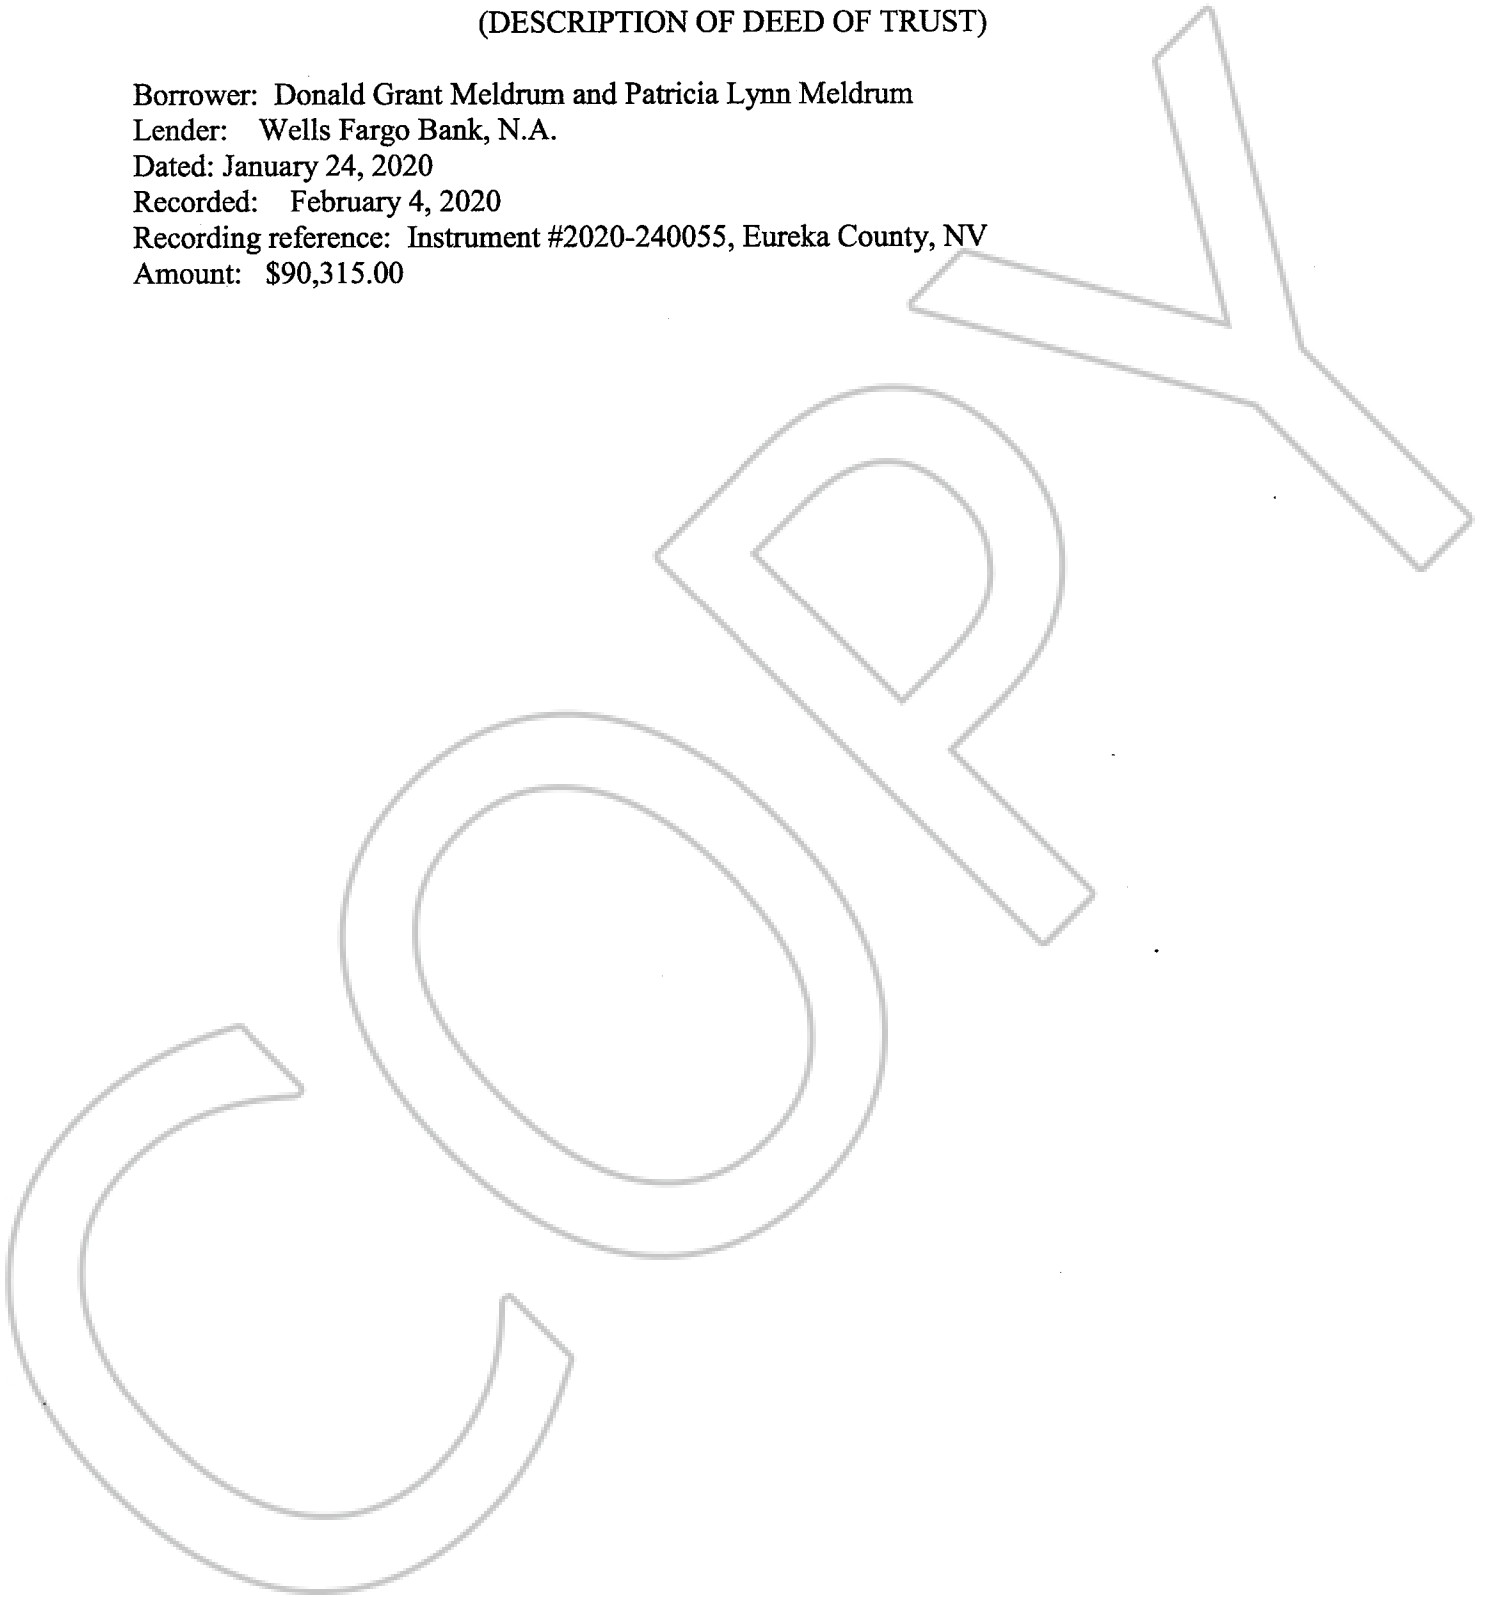 (DESCRIPTION OF DEED OF TRUST)
Borrower: Donald Grant Meldrum and Patricia Lynn Meldrum
Lender: Wells Fargo Bank, N.A.
Dated: January 24, 2020
Recorded: February 4, 2020
Recording reference: Instrument #2020-240055, Eureka County, NV
Amount: $90,315.00
COPY